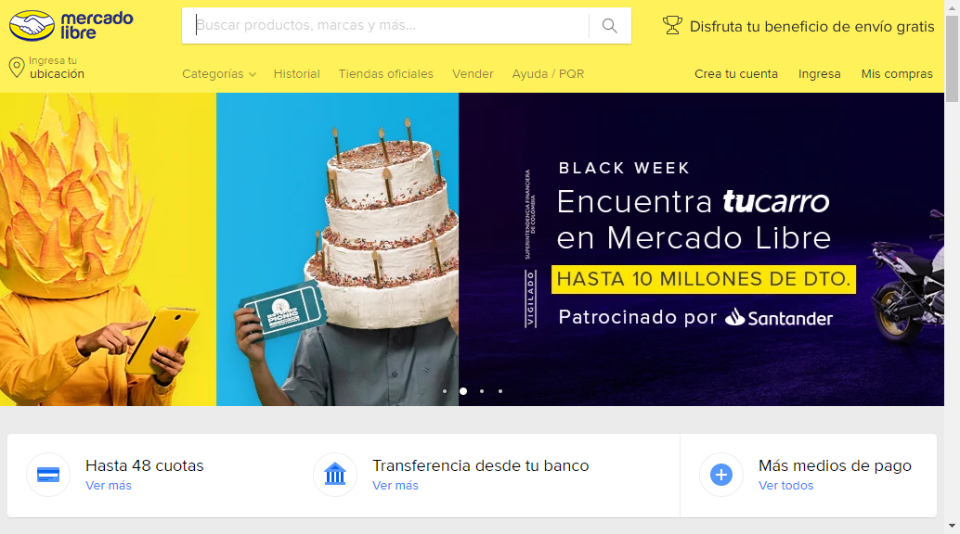 mercado
libre
Buscar productos, marcas y más...
Disfruta tu beneficio de envío gratis
Ingresa tu
ubicación
Categorías
Historial
Tiendas oficiales
Vender
Ayuda / PQR
Crea tu cuenta
Ingresa
Mis compras
PICNIC
VIGILADO
SUPERINTENDENCIA FINANCIERA
DE COLOMBIA
BLACK WEEK
Encuentra tucarro
en Mercado Libre
HASTA 10 MILLONES DE DTO.
Patrocinado por Santander
Hasta 48 cuotas
Ver más
Transferencia desde tu banco
Ver más
Más medios de pago
Ver todos